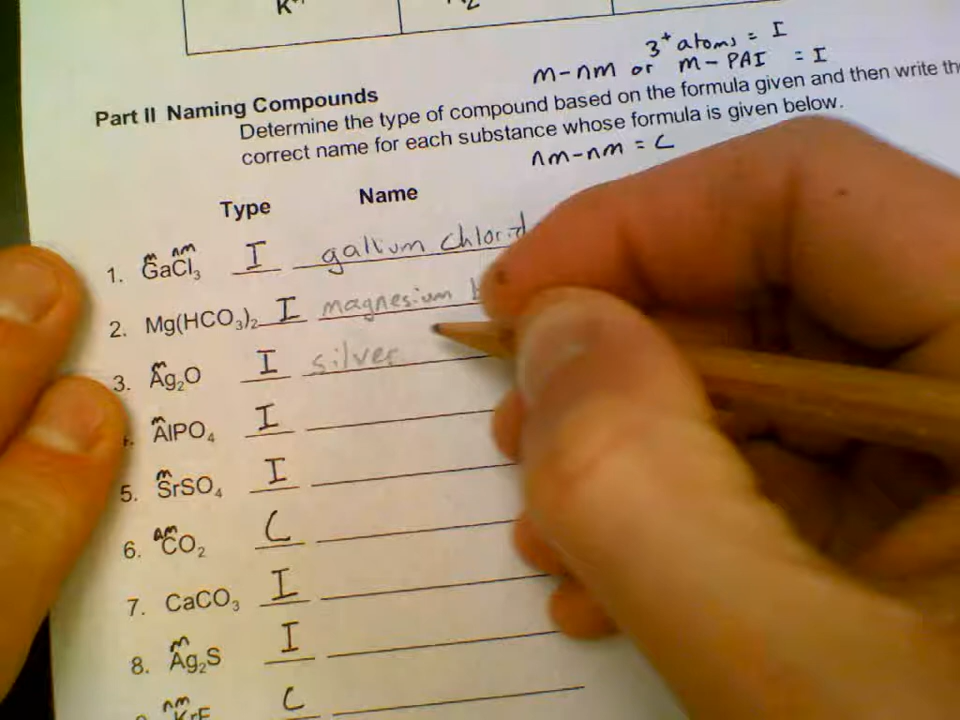 3+ atoms = I
m-nm or m-PAI = I
Part II Naming Compounds
Determine the type of compound based on the formula given and then write the
correct name for each substance whose formula is given below.
nm-nm = C
Type Name
m nm
1. GaCl3 I gallium chlorid
2. Mg(HCO3)2 I magnesium
m
3. Ag2O I silver
m
AlPO4 I
m
5. SrSO4 I
6. CO2 C
7. CaCO3 I
m
8. Ag2S I
nm
KrF C